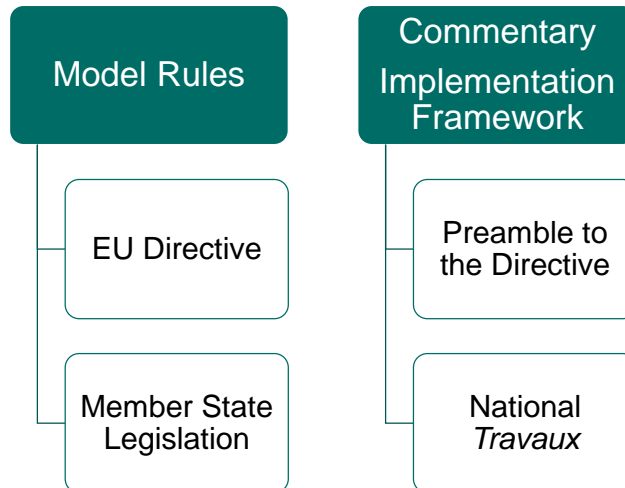 Model Rules
EU Directive
Member State
Legislation
Commentary
Implementation
Framework
Preamble to
the Directive
National
Travaux